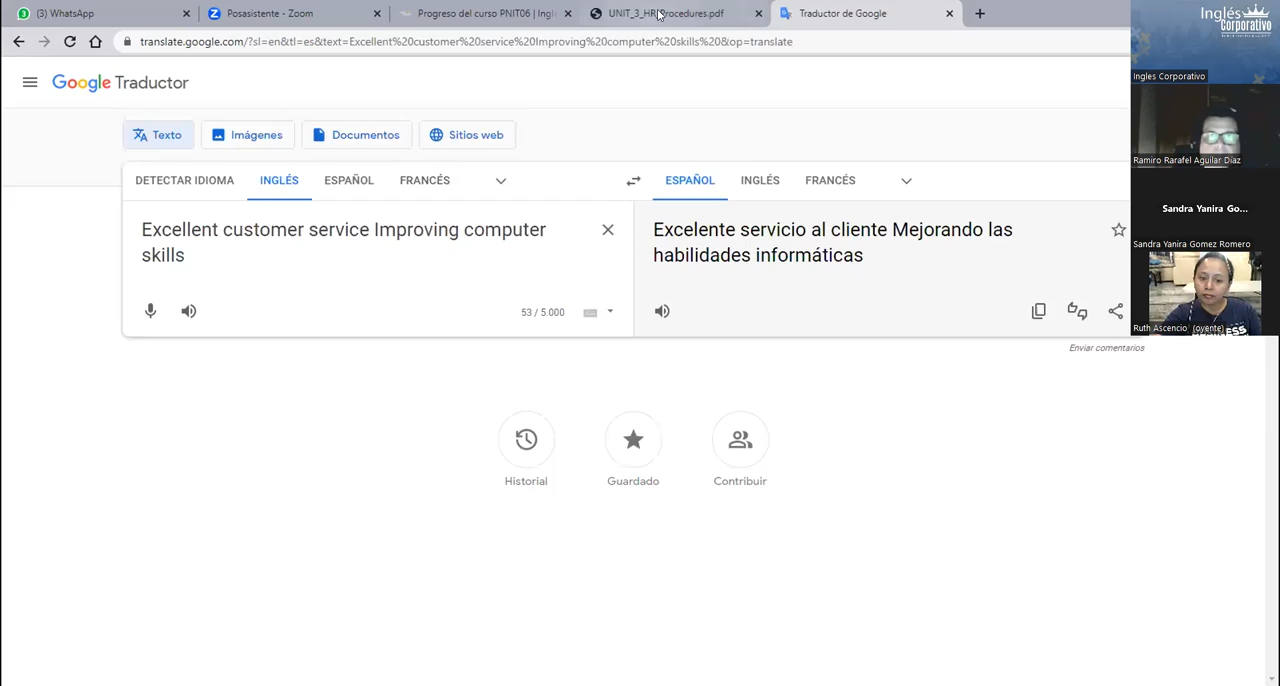 (3) WhatsApp
Posasistente - Zoom
Progreso del curso PNIT06 | Ingl
UNIT_3_HR Procedures.pdf
Traductor de Google
translate.google.com/?sl=en&tl=es&text=Excellent%20customer%20service%20Improving%20computer%20skills%20&op=translate
Inglés
Corporativo
Google Traductor
Ingles Corporativo
Texto
Imágenes
Documentos
Sitios web
Ramiro Rarafel Aguilar Díaz
DETECTAR IDIOMA
INGLÉS
ESPAÑOL
FRANCÉS
ESPAÑOL
INGLÉS
FRANCÉS
Sandra Yanira Go...
Sandra Yanira Gomez Romero
Excellent customer service Improving computer
skills
Excelente servicio al cliente Mejorando las
habilidades informáticas
53 / 5.000
Ruth Ascencio (oyente)
Enviar comentarios
Historial
Guardado
Contribuir